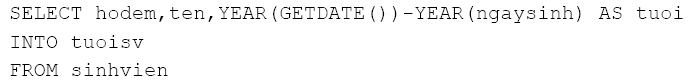 SELECT hodem,ten,YEAR(GETDATE())-YEAR(ngaysinh) AS tuoi
INTO tuoisv
FROM sinhvien